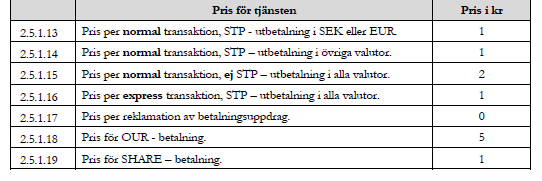 Pris för tjänsten Pris i kr
2.5.1.13 Pris per normal transaktion, STP - utbetalning i SEK eller EUR. 1
2.5.1.14 Pris per normal transaktion, STP – utbetalning i övriga valutor. 1
2.5.1.15 Pris per normal transaktion, ej STP – utbetalning i alla valutor. 2
2.5.1.16 Pris per express transaktion, STP – utbetalning i alla valutor. 1
2.5.1.17 Pris per reklamation av betalningsuppdrag. 0
2.5.1.18 Pris för OUR - betalning. 5
2.5.1.19 Pris för SHARE – betalning. 1